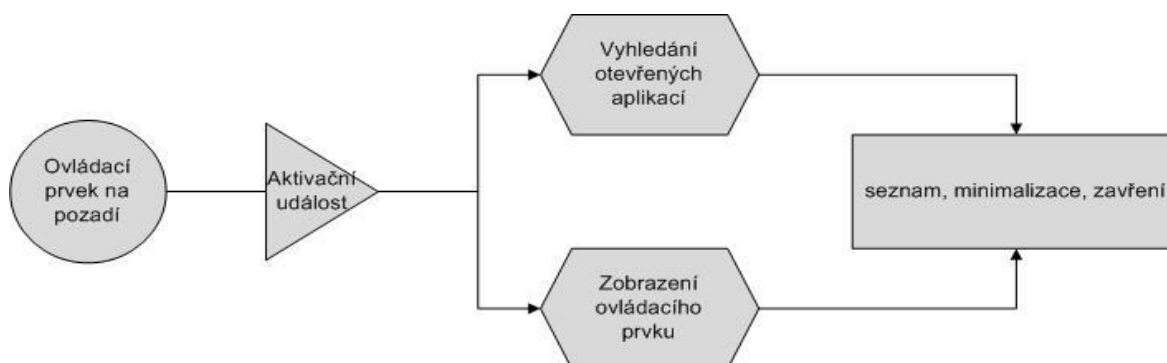 Ovládací
prvek na
pozadí
Aktivační
událost
Vyhledání
otevřených
aplikací
Zobrazení
ovládacího
prvku
seznam, minimalizace, zavření